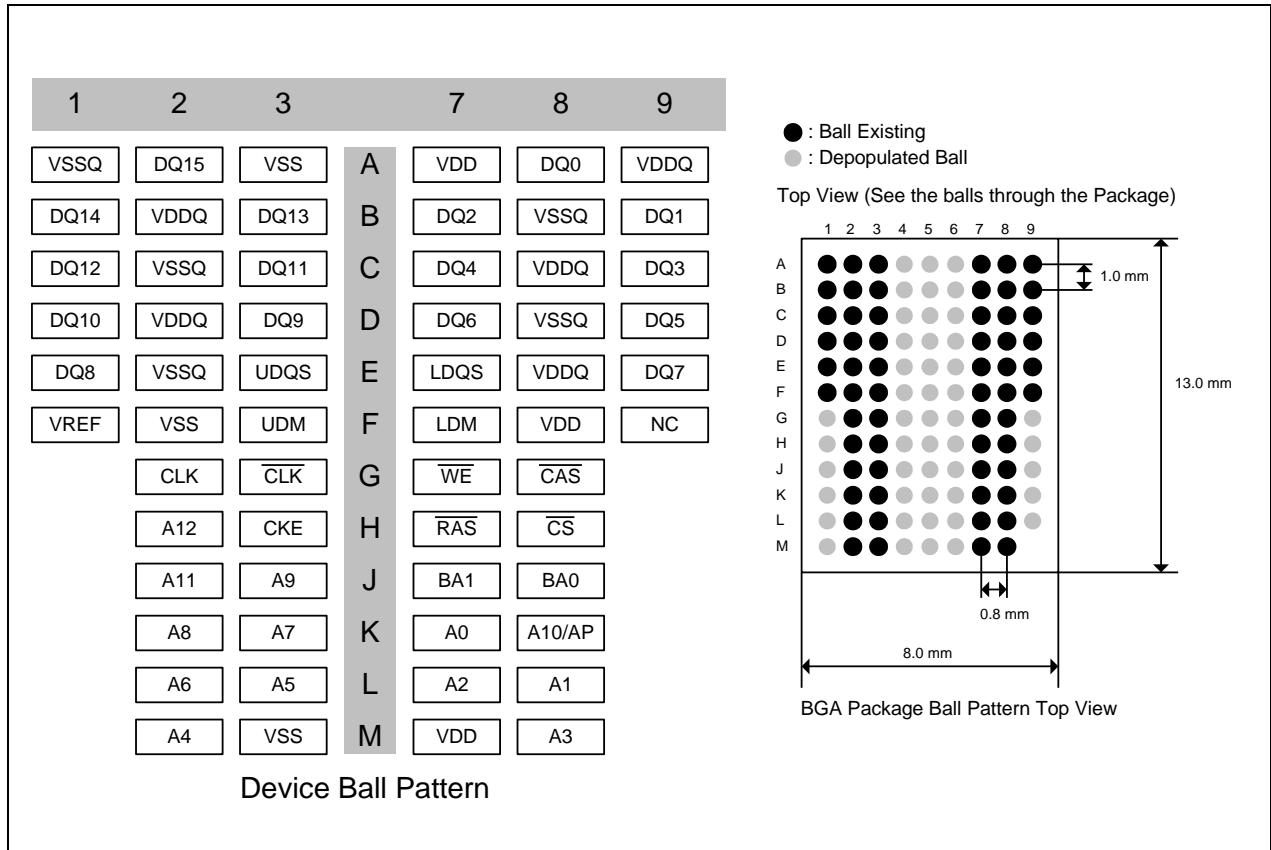 1 2 3 7 8 9
VSSQ DQ15 VSS A VDD DQ0 VDDQ
DQ14 VDDQ DQ13 B DQ2 VSSQ DQ1
DQ12 VSSQ DQ11 C DQ4 VDDQ DQ3
DQ10 VDDQ DQ9 D DQ6 VSSQ DQ5
DQ8 VSSQ UDQS E LDQS VDDQ DQ7
VREF VSS UDM F LDM VDD NC
CLK C̅L̅K̅ G W̅E̅ C̅A̅S̅
A12 CKE H R̅A̅S̅ C̅S̅
A11 A9 J BA1 BA0
A8 A7 K A0 A10/AP
A6 A5 L A2 A1
A4 VSS M VDD A3
Device Ball Pattern
: Ball Existing
: Depopulated Ball
Top View (See the balls through the Package)
1 2 3 4 5 6 7 8 9
A
B
C
D
E
F
G
H
J
K
L
M
1.0 mm
13.0 mm
0.8 mm
8.0 mm
BGA Package Ball Pattern Top View